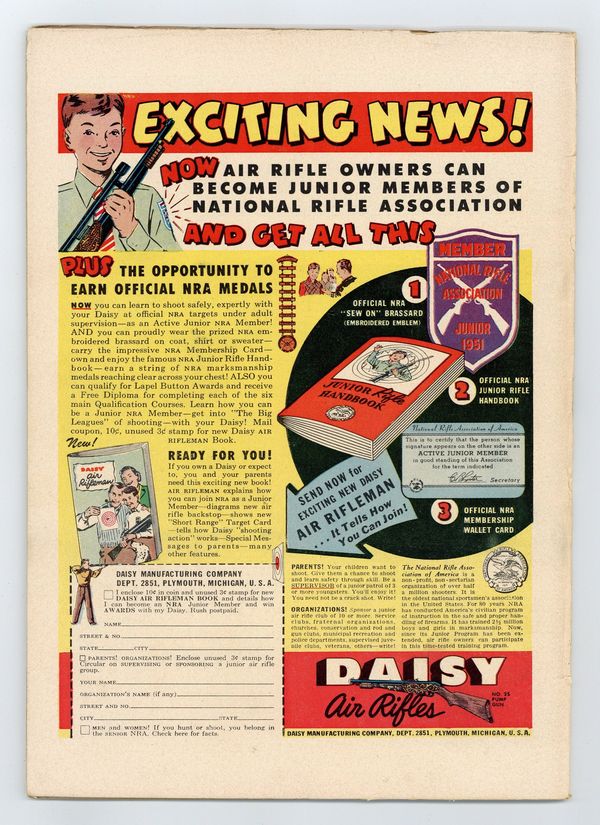 EXCITING NEWS!
NOW AIR RIFLE OWNERS CAN
BECOME JUNIOR MEMBERS OF
NATIONAL RIFLE ASSOCIATION
AND GET ALL THIS
PLUS THE OPPORTUNITY TO
EARN OFFICIAL NRA MEDALS
NOW you can learn to shoot safely, expertly with
your Daisy at official NRA targets under adult
supervision—as an Active Junior NRA Member!
AND you can proudly wear the prized NRA em-
broidered brassard on coat, shirt or sweater—
carry the impressive NRA Membership Card—
own and enjoy the famous NRA Junior Rifle Hand-
book—earn a string of NRA marksmanship
medals reaching clear across your chest! ALSO you
can qualify for Lapel Button Awards and receive
a Free Diploma for completing each of the six
main Qualification Courses. Learn how you can
be a Junior NRA Member—get into "The Big
Leagues" of shooting—with your Daisy! Mail
coupon, 10¢, unused 3¢ stamp for new Daisy AIR
RIFLEMAN Book.
New!
DAISY
Air
Rifleman
READY FOR YOU!
If you own a Daisy or expect
to, you and your parents
need this exciting new book!
AIR RIFLEMAN explains how
you can join NRA as a Junior
Member—diagrams new air
rifle backstop—shows new
"Short Range" Target Card
—tells how Daisy "shooting
action" works—Special Mes-
sages to parents—many
other features.
1
OFFICIAL NRA
"SEW ON" BRASSARD
(EMBROIDERED EMBLEM)
MEMBER
NATIONAL RIFLE
ASSOCIATION
JUNIOR
1951
JUNIOR Rifle
HANDBOOK
2
OFFICIAL NRA
JUNIOR RIFLE
HANDBOOK
National Rifle Association of America
This is to certify that the person whose
signature appears on the other side is an
ACTIVE JUNIOR MEMBER
in good standing of this Association
for the term indicated
Secretary
3
OFFICIAL NRA
MEMBERSHIP
WALLET CARD
SEND NOW for
EXCITING NEW DAISY
AIR RIFLEMAN
...It Tells How
You Can Join!
DAISY MANUFACTURING COMPANY
DEPT. 2851, PLYMOUTH, MICHIGAN, U. S. A.
I enclose 10¢ in coin and unused 3¢ stamp for new
DAISY AIR RIFLEMAN BOOK and details how
I can become an NRA Junior Member and win
AWARDS with my Daisy. Rush postpaid.
NAME
STREET & NO
STATE CITY
PARENTS! ORGANIZATIONS! Enclose unused 3¢ stamp for
Circular on SUPERVISING or SPONSORING a junior air rifle
group.
YOUR NAME
ORGANIZATION'S NAME (if any)
STREET AND NO.
CITY STATE
MEN and WOMEN! If you hunt or shoot, you belong in
the SENIOR NRA. Check here for facts.
PARENTS! Your children want to
shoot. Give them a chance to shoot
and learn safety through skill. Be a
SUPERVISOR of a junior patrol of 3
or more youngsters. You'll enjoy it!
You need not be a crack shot. Write!
ORGANIZATIONS! Sponsor a junior
air rifle club of 10 or more. Service
clubs, fraternal organizations,
churches, conservation and rod and
gun clubs, municipal recreation and
police departments, supervised juve-
nile clubs, veterans, others—write!
The National Rifle Asso-
ciation of America is a
non-profit, non-sectarian
organization of over half
a million shooters. It is
the oldest national sportsmen's association
in the United States. For 80 years NRA
has conducted America's civilian program
of instruction in the safe and proper han-
dling of firearms. It has trained 2½ million
boys and girls in marksmanship. Now,
since its Junior Program has been ex-
tended, air rifle owners can participate
in this time-tested training program.
DAISY
Air Rifles
NO. 25
PUMP
GUN
DAISY MANUFACTURING COMPANY, DEPT. 2851, PLYMOUTH, MICHIGAN, U. S. A.